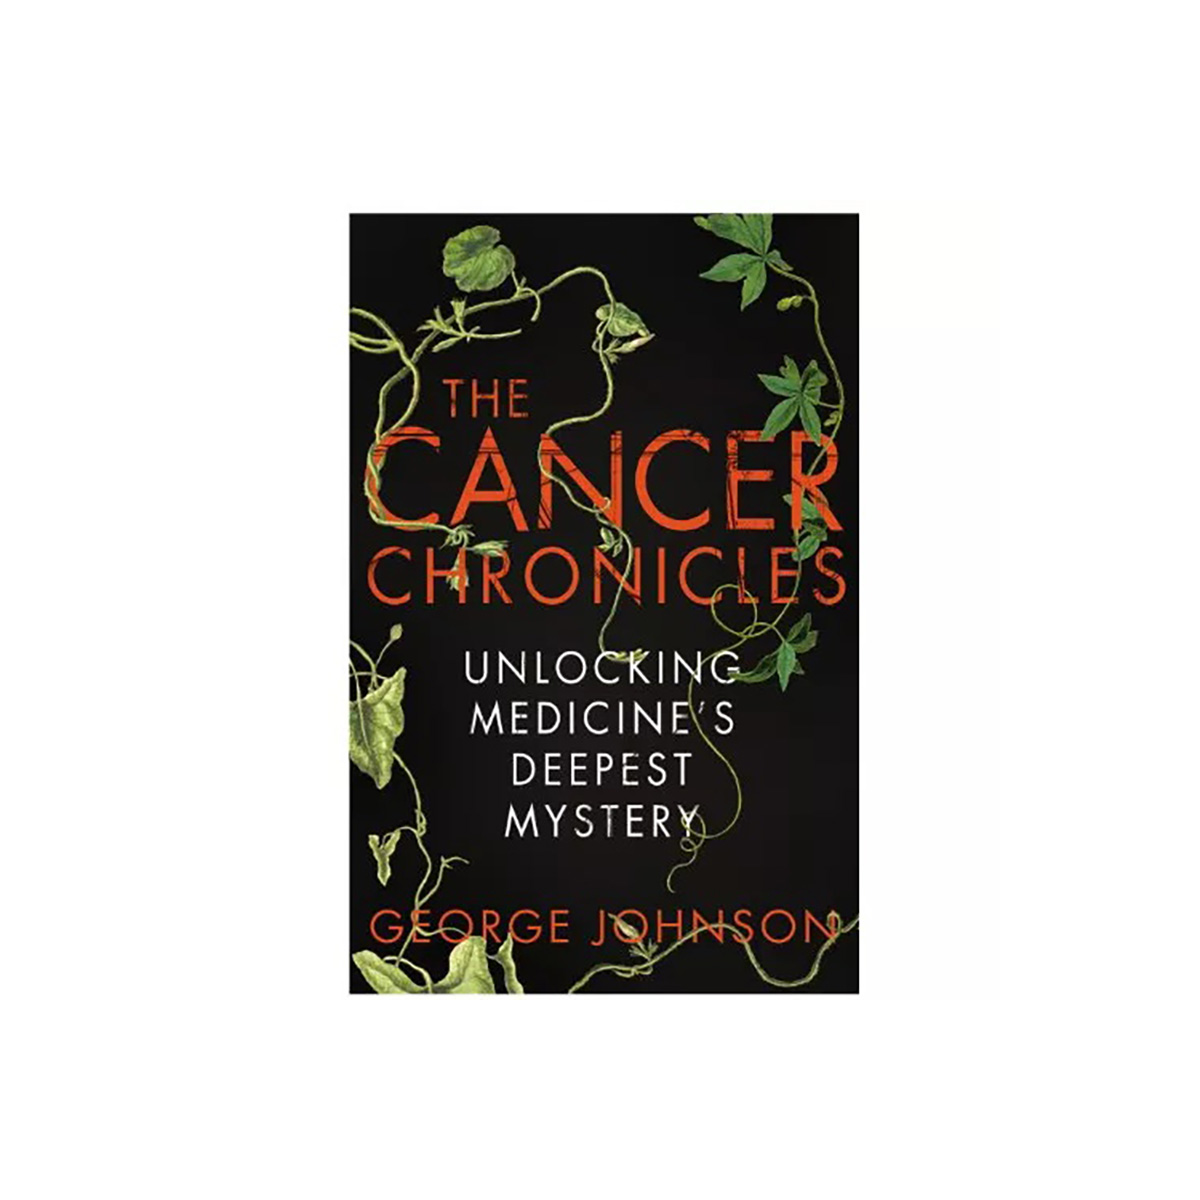 THE
CANCER
CHRONICLES
UNLOCKING
MEDICINE'S
DEEPEST
MYSTERY
GEORGE JOHNSON